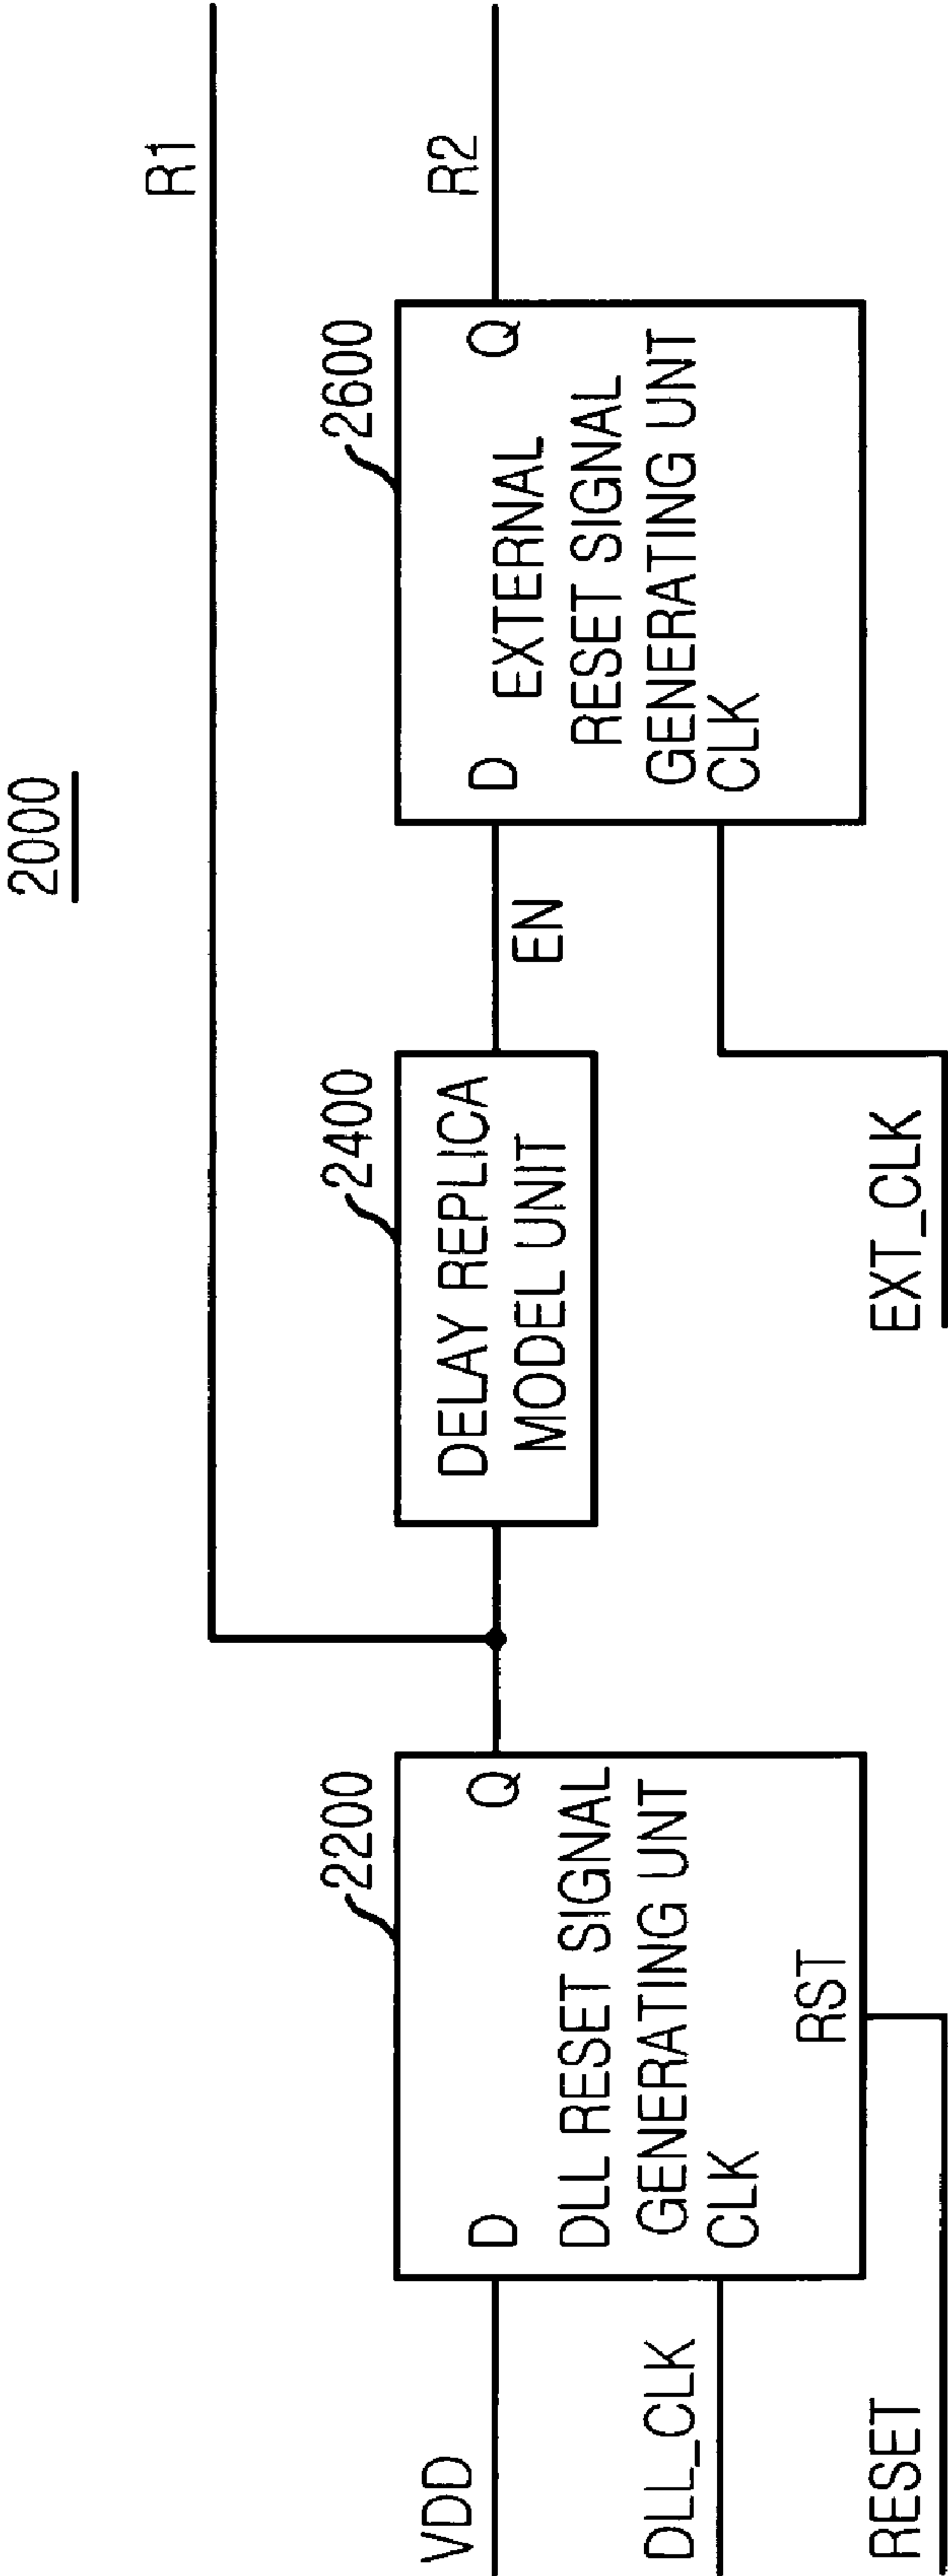 2000
R1
2200
2400
2600
VDD
D
Q
DLL RESET SIGNAL
GENERATING UNT
CLK
RST
DLL_CLK
RESET
DELAY REPLICA
MODEL UNIT
EN
D
Q
EXTERNAL
RESET SIGNAL
GENERATING UNT
CLK
R2
EXT_CLK